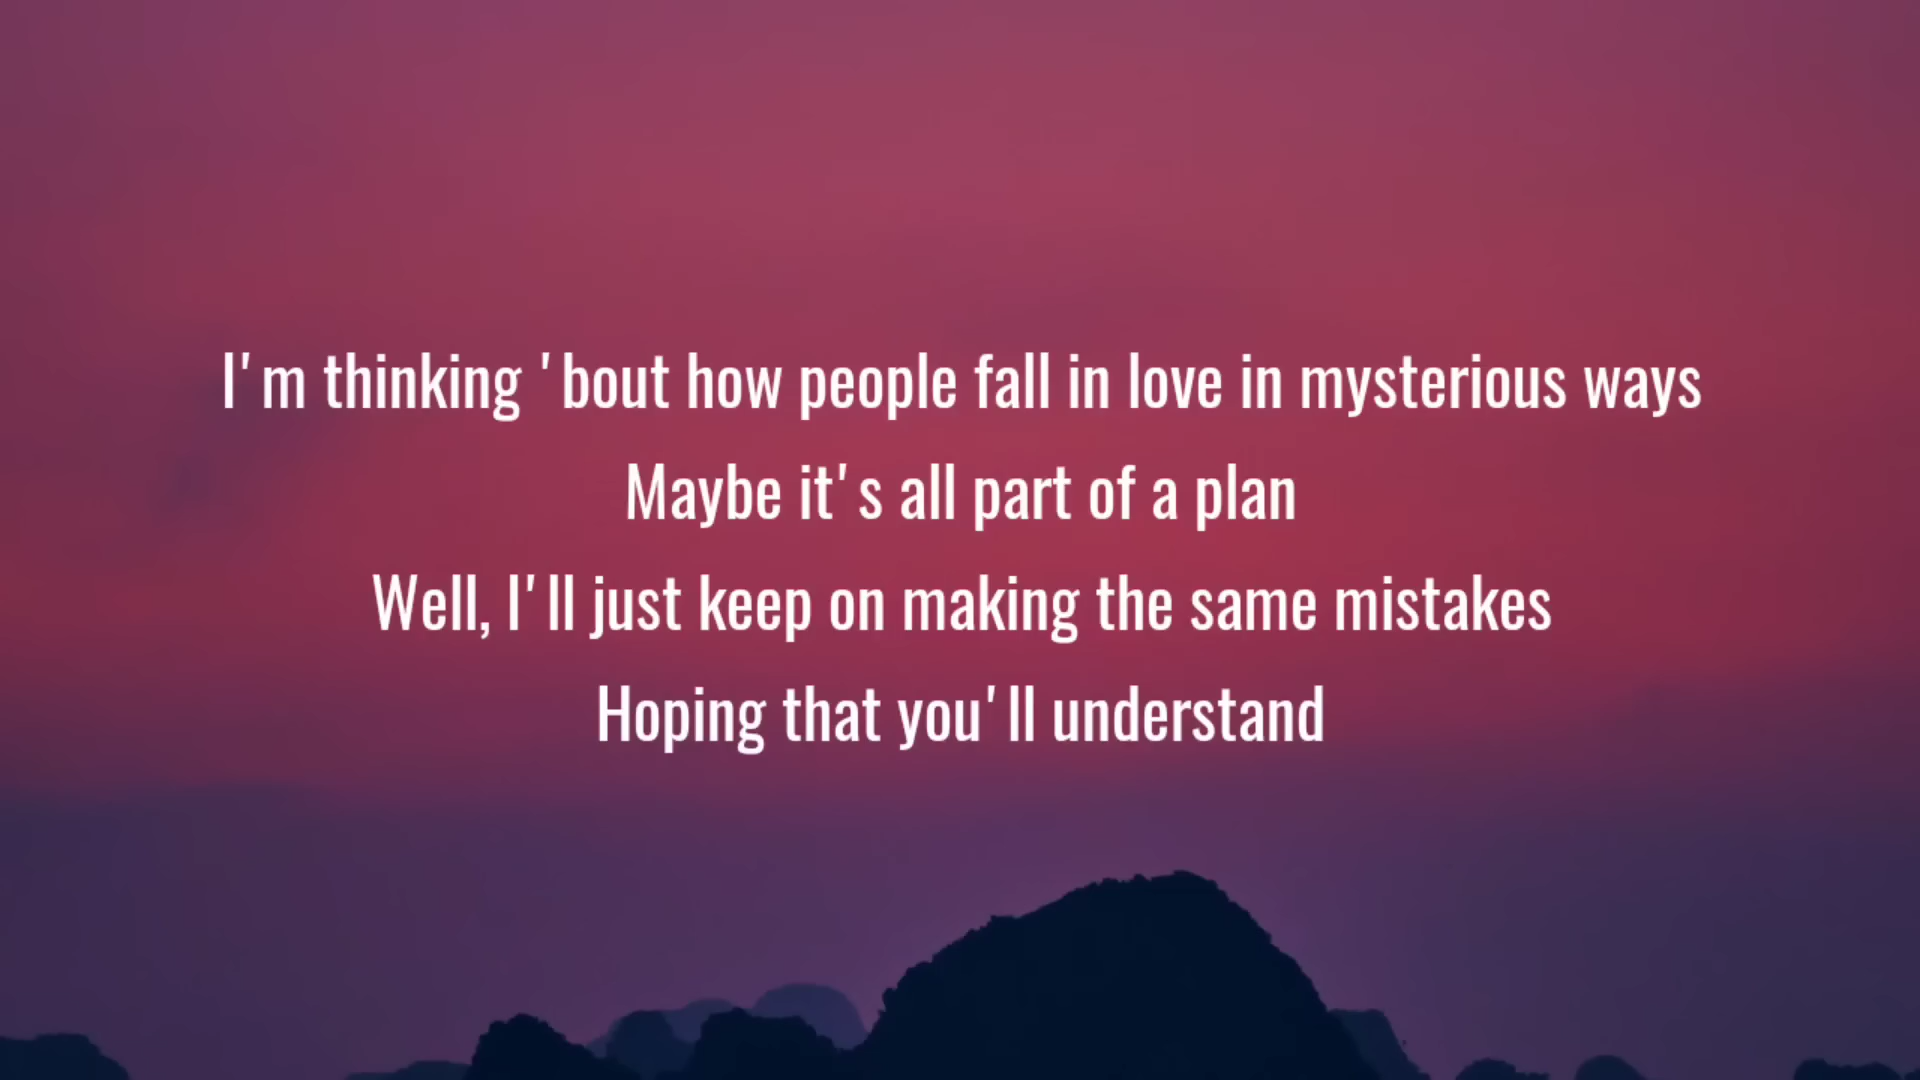 I'm thinking 'bout how people fall in love in mysterious ways
Maybe it's all part of a plan
Well, I'll just keep on making the same mistakes
Hoping that you'll understand